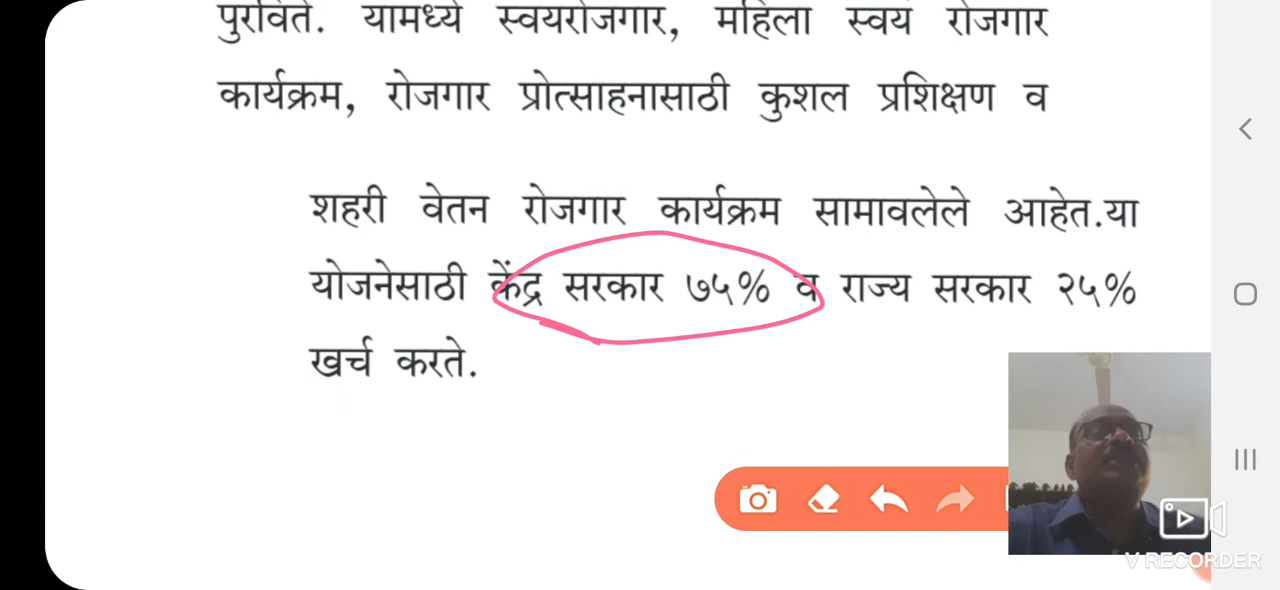 पुरविते. यामध्ये स्वयंरोजगार, महिला स्वयं रोजगार
कार्यक्रम, रोजगार प्रोत्साहनासाठी कुशल प्रशिक्षण व
शहरी वेतन रोजगार कार्यक्रम सामावलेले आहेत.या
योजनेसाठी केंद्र सरकार ७५% व राज्य सरकार २५%
खर्च करते.
V RECORDER